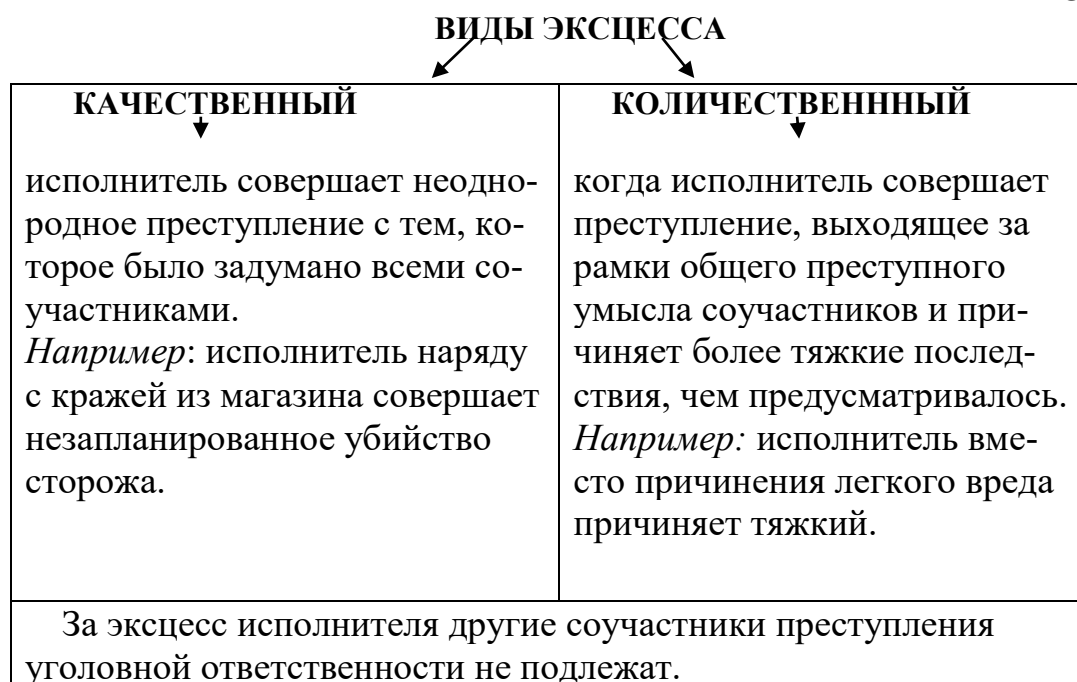 ВИДЫ ЭКСЦЕССА
КАЧЕСТВЕННЫЙ
исполнитель совершает неодно-
родное преступление с тем, ко-
торое было задумано всеми со-
участниками.
Например: исполнитель наряду
с кражей из магазина совершает
незапланированное убийство
сторожа.
КОЛИЧЕСТВЕНННЫЙ
когда исполнитель совершает
преступление, выходящее за
рамки общего преступного
умысла соучастников и при-
чиняет более тяжкие послед-
ствия, чем предусматривалось.
Например: исполнитель вме-
сто причинения легкого вреда
причиняет тяжкий.
За эксцесс исполнителя другие соучастники преступления
уголовной ответственности не подлежат.